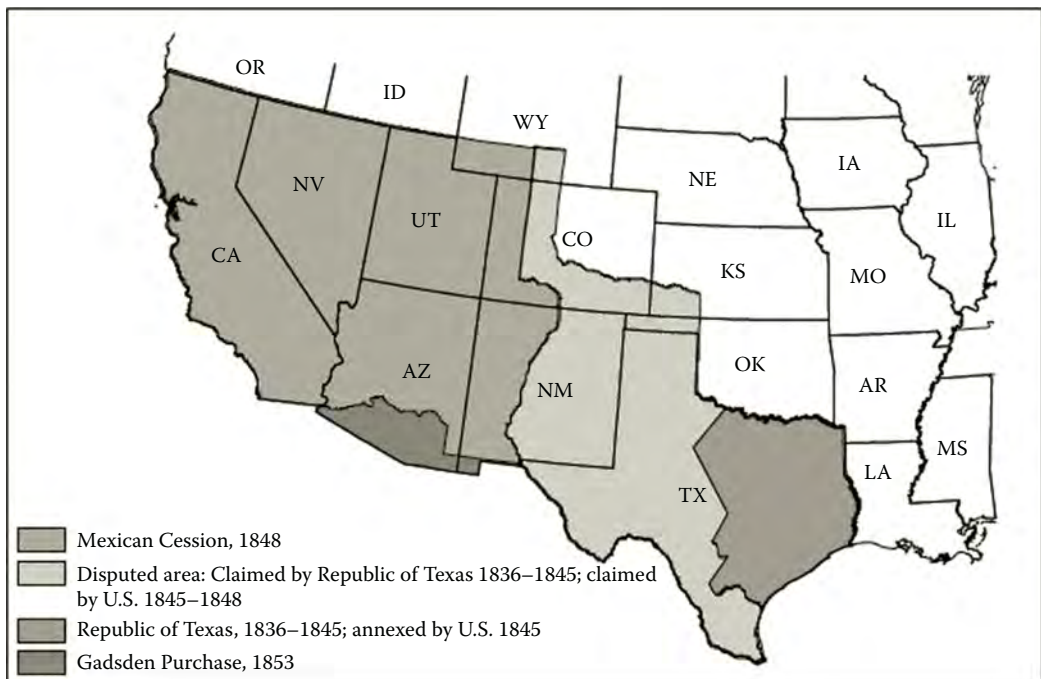 OR
ID
WY
NE
IA
NV
UT
CO
IL
CA
KS
MO
AZ
NM
OK
AR
TX
LA
MS
Mexican Cession, 1848
Disputed area: Claimed by Republic of Texas 1836–1845; claimed
by U.S. 1845–1848
Republic of Texas, 1836–1845; annexed by U.S. 1845
Gadsden Purchase, 1853